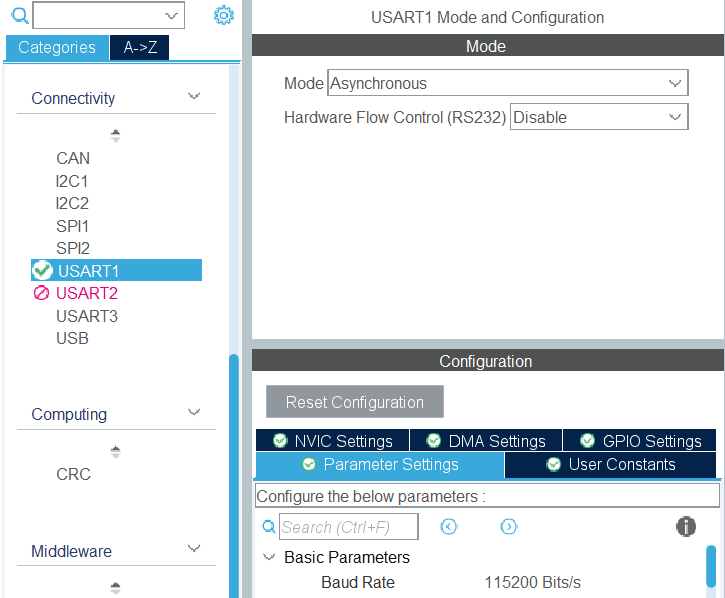 Categories
A->Z
Connectivity
CAN
I2C1
I2C2
SPI1
SPI2
USART1
USART2
USART3
USB
Computing
CRC
Middleware
USART1 Mode and Configuration
Mode
Mode Asynchronous
Hardware Flow Control (RS232) Disable
Configuration
Reset Configuration
NVIC Settings
DMA Settings
GPIO Settings
Parameter Settings
User Constants
Configure the below parameters :
Search (Ctrl+F)
Basic Parameters
Baud Rate 115200 Bits/s